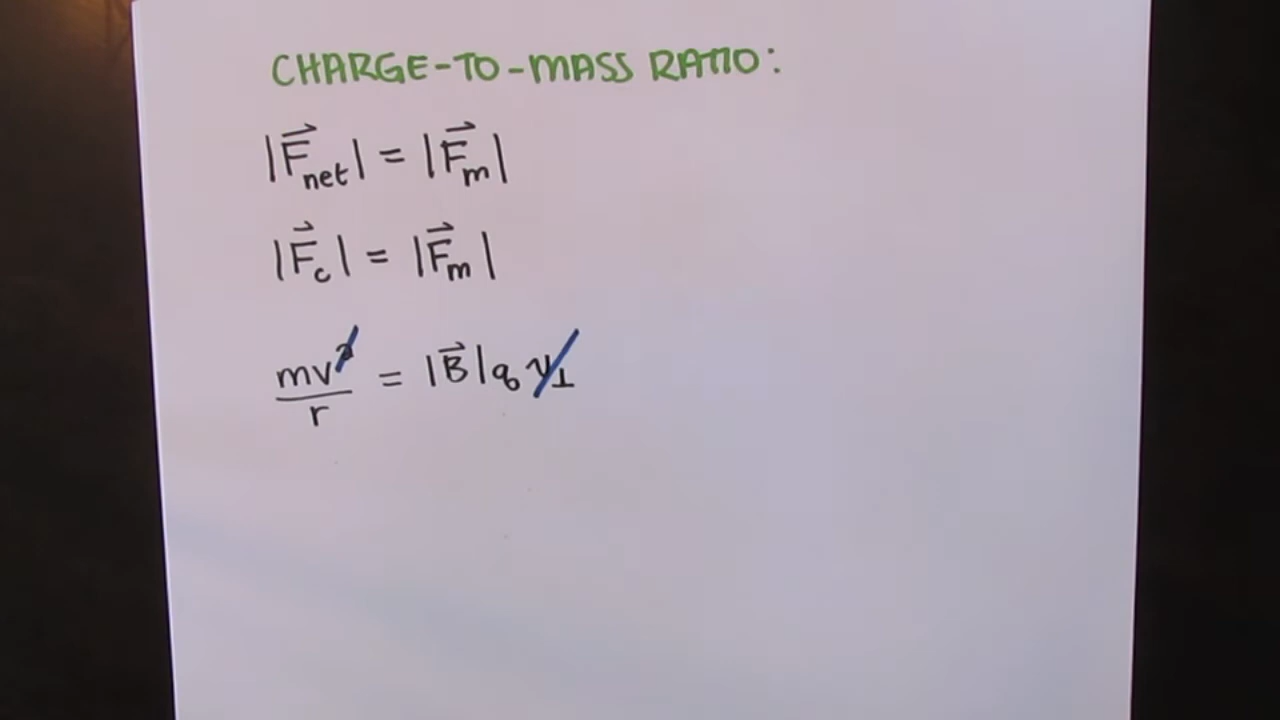 CHARGE-TO-MASS RATIO:
|F⃗net| = |F⃗m|
|F⃗c| = |F⃗m|
mv²/r = |B⃗|qv⊥